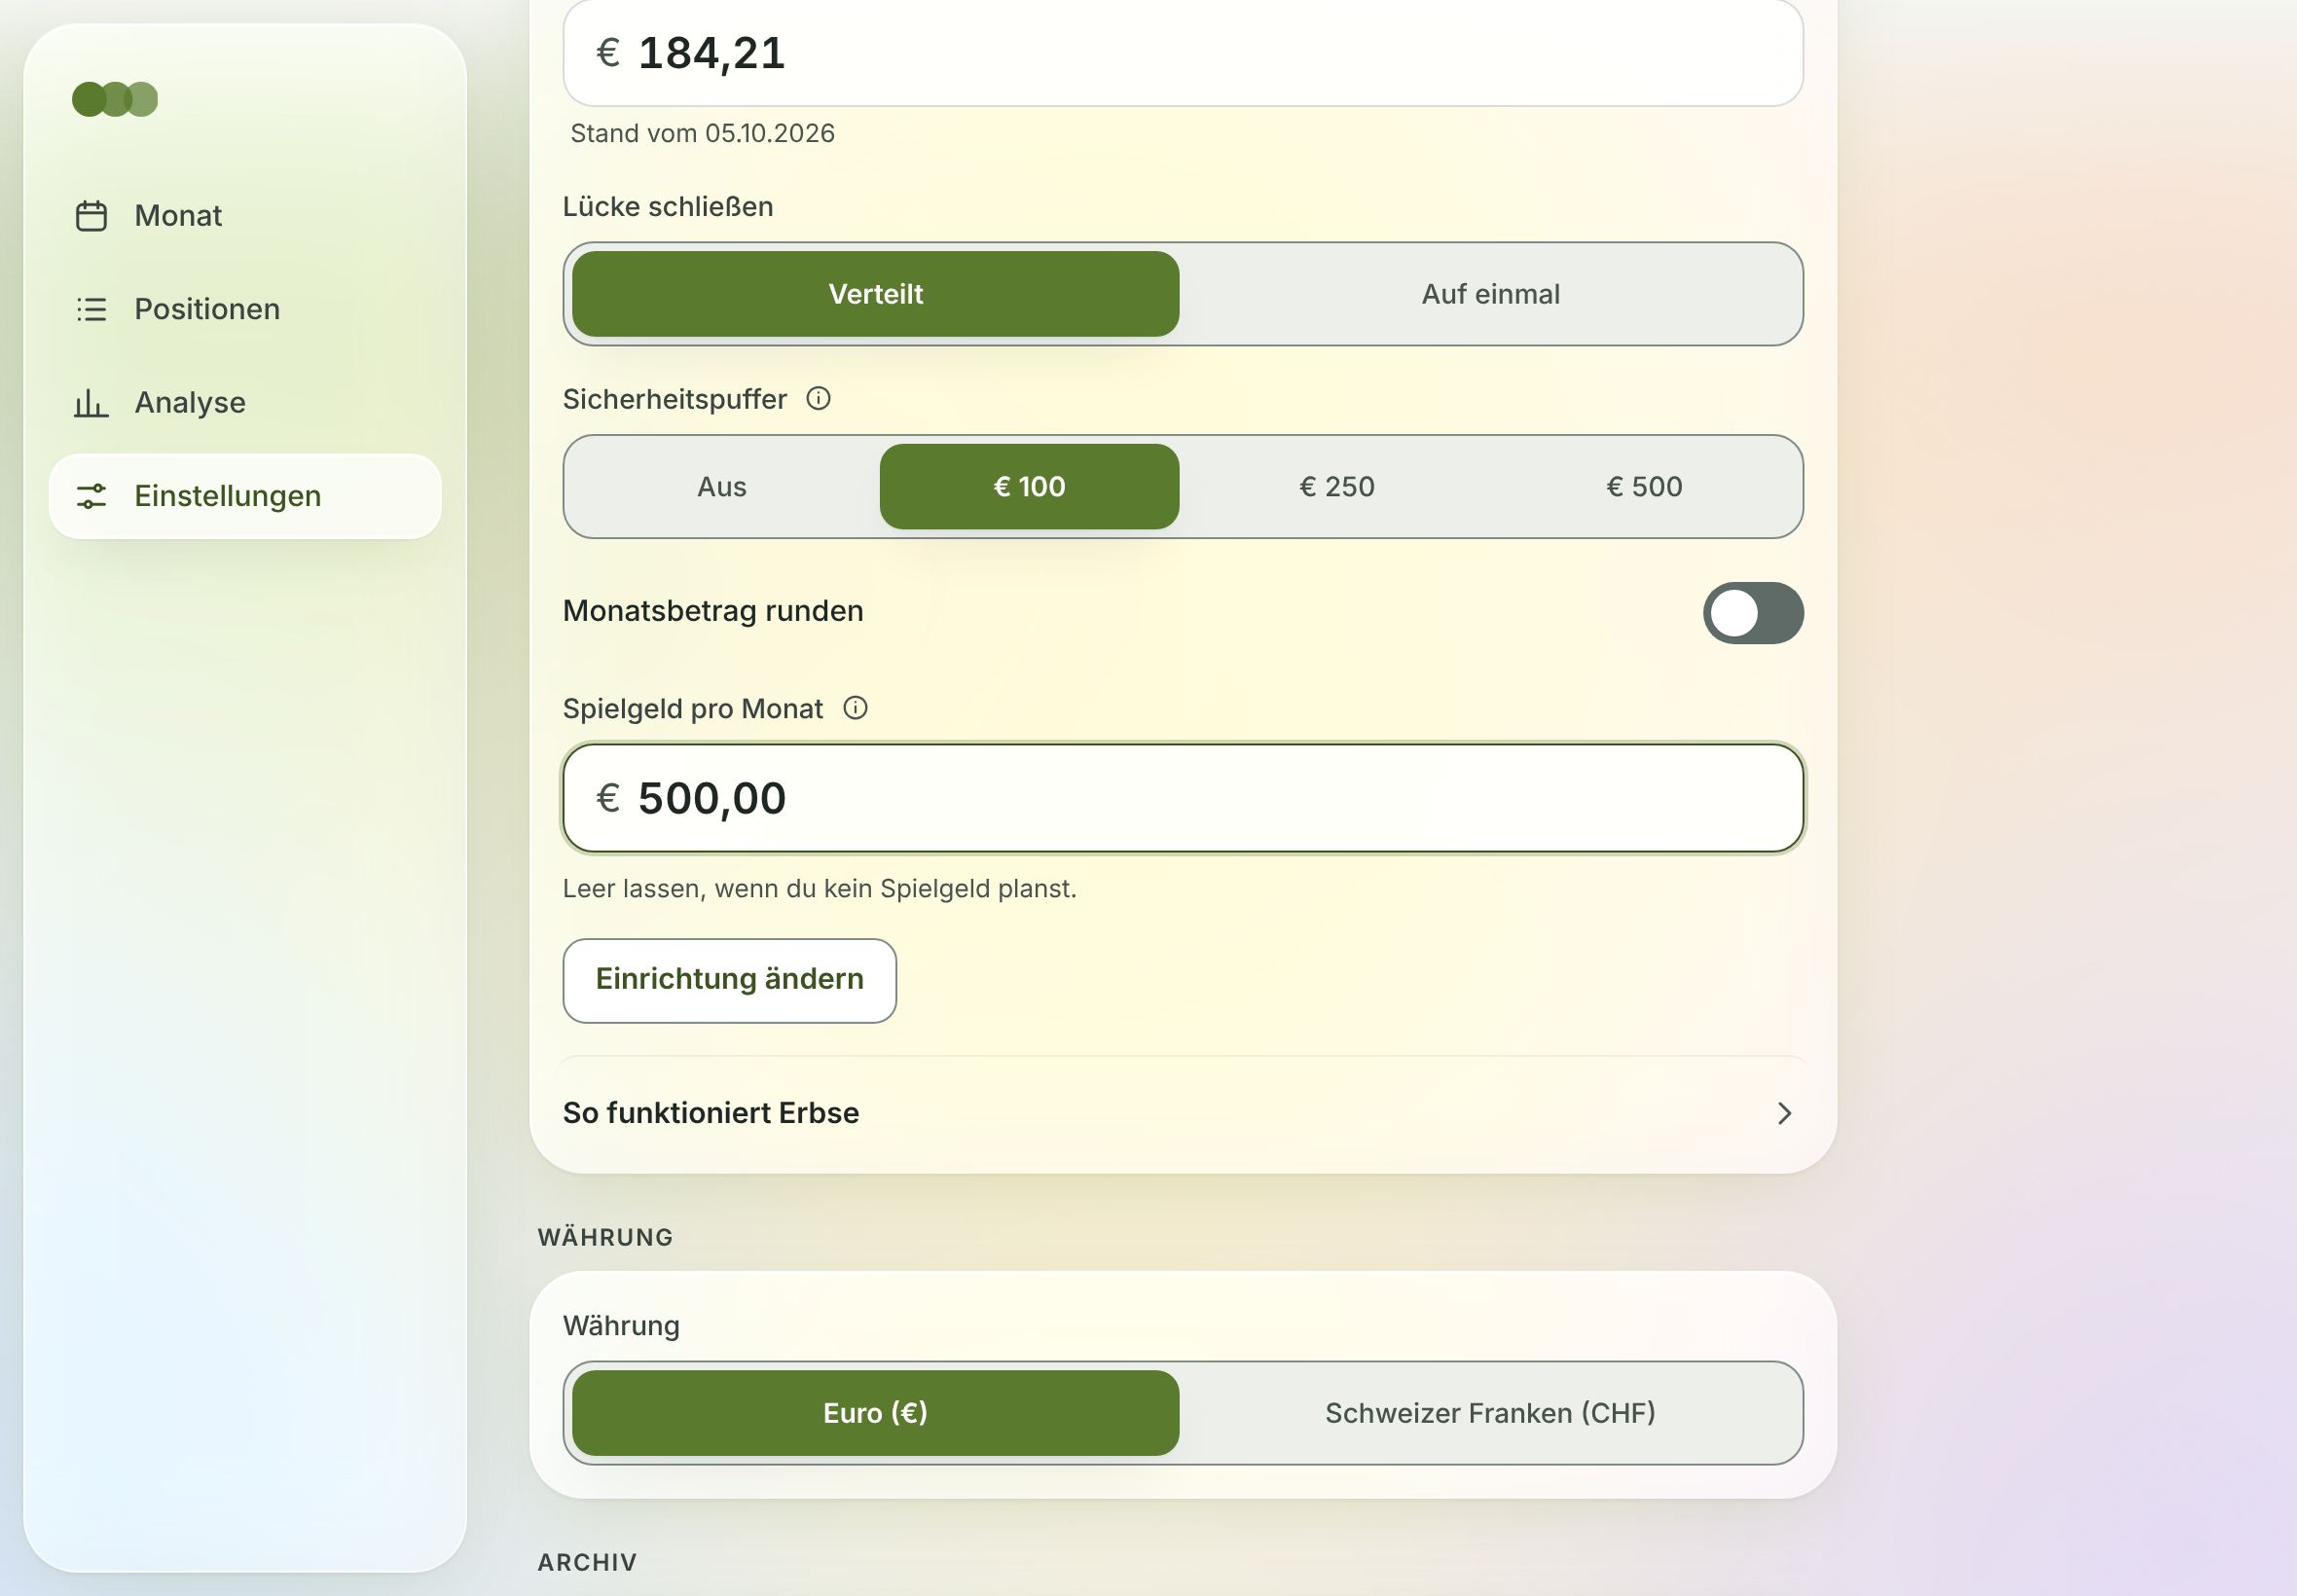 € 184,21
Stand vom 05.10.2026
Monat
Positionen
Analyse
Einstellungen
Lücke schließen
Verteilt
Auf einmal
Sicherheitspuffer
Aus
€ 100
€ 250
€ 500
Monatsbetrag runden
Spielgeld pro Monat
€ 500,00
Leer lassen, wenn du kein Spielgeld planst.
Einrichtung ändern
So funktioniert Erbse
WÄHRUNG
Währung
Euro (€)
Schweizer Franken (CHF)
ARCHIV